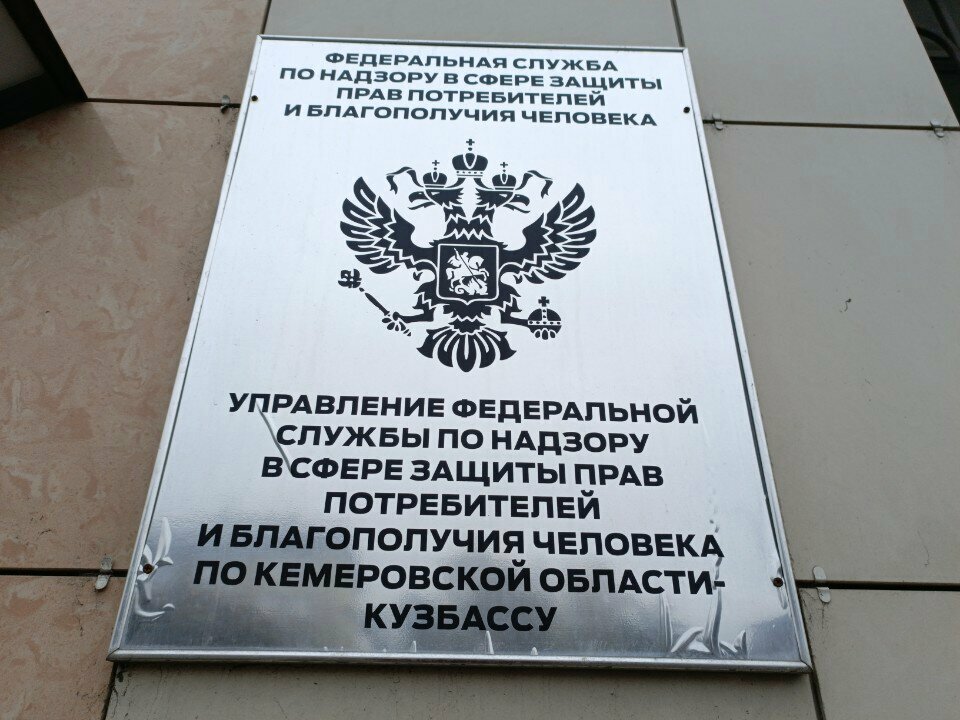 ФЕДЕРАЛЬНАЯ СЛУЖБА
ПО НАДЗОРУ В СФЕРЕ ЗАЩИТЫ
ПРАВ ПОТРЕБИТЕЛЕЙ
И БЛАГОПОЛУЧИЯ ЧЕЛОВЕКА
УПРАВЛЕНИЕ ФЕДЕРАЛЬНОЙ
СЛУЖБЫ ПО НАДЗОРУ
В СФЕРЕ ЗАЩИТЫ ПРАВ
ПОТРЕБИТЕЛЕЙ
И БЛАГОПОЛУЧИЯ ЧЕЛОВЕКА
ПО КЕМЕРОВСКОЙ ОБЛАСТИ-
КУЗБАССУ